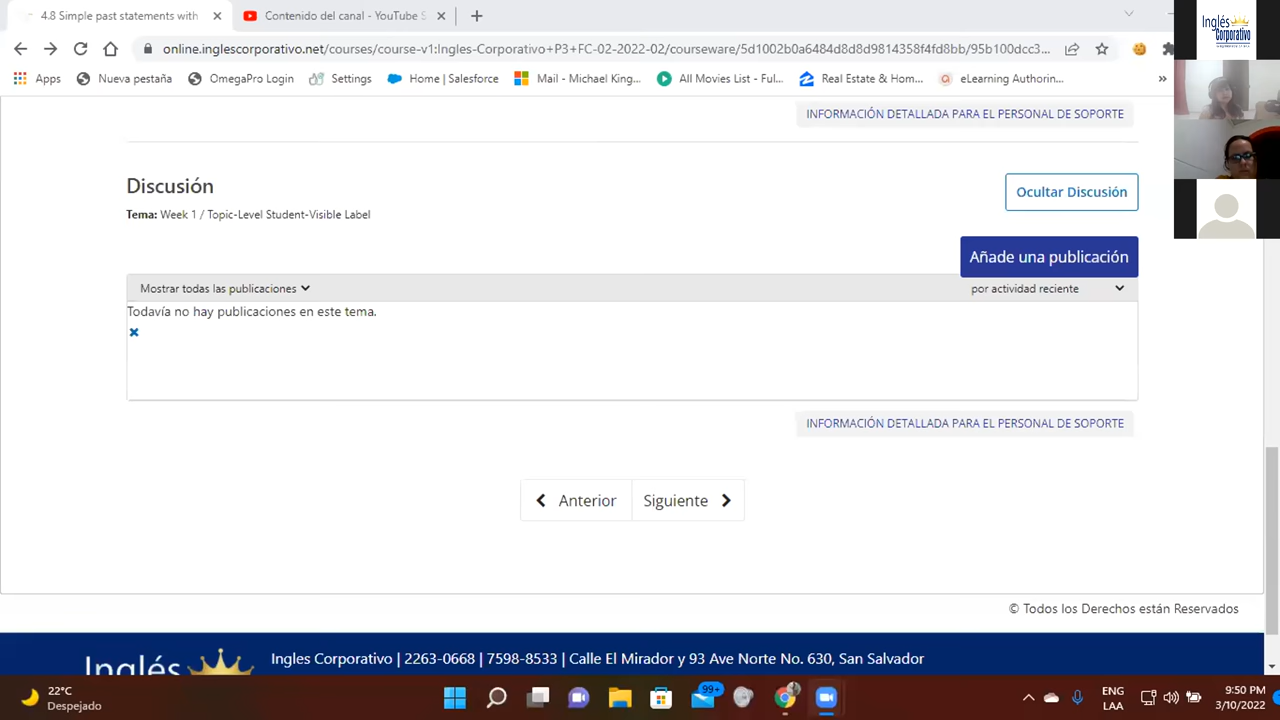 4.8 Simple past statements with
Contenido del canal - YouTube S
online.inglescorporativo.net/courses/course-v1:Ingles-Corporativo+P3+FC-02-2022-02/courseware/5d1002b0a6484d8d8d9814358f4fd8bb/95b100dcc3...
Apps
Nueva pestaña
OmegaPro Login
Settings
Home | Salesforce
Mail - Michael King...
All Movies List - Ful...
Real Estate & Hom...
eLearning Authorin...
»
Inglés
Corporativo
INFORMACIÓN DETALLADA PARA EL PERSONAL DE SOPORTE
Discusión
Ocultar Discusión
Tema: Week 1 / Topic-Level Student-Visible Label
Añade una publicación
Mostrar todas las publicaciones
por actividad reciente
Todavía no hay publicaciones en este tema.
INFORMACIÓN DETALLADA PARA EL PERSONAL DE SOPORTE
Anterior
Siguiente
© Todos los Derechos están Reservados
Inglés
Ingles Corporativo | 2263-0668 | 7598-8533 | Calle El Mirador y 93 Ave Norte No. 630, San Salvador
22°C
Despejado
99+
ENG
LAA
9:50 PM
3/10/2022